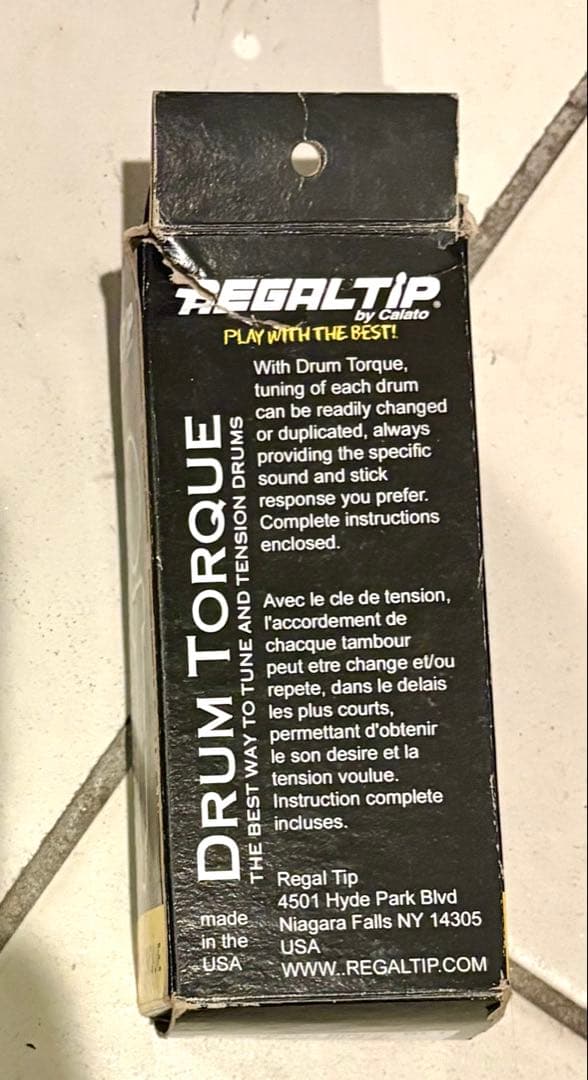 REGALTIP®
by Calato
PLAY WITH THE BEST!
With Drum Torque,
tuning of each drum
can be readily changed
or duplicated, always
providing the specific
sound and stick
response you prefer.
Complete instructions
enclosed.
Avec le cle de tension,
l'accordement de
chacque tambour
peut etre change et/ou
repete, dans le delais
les plus courts,
permettant d'obtenir
le son desire et la
tension voulue.
Instruction complete
incluses.
DRUM TORQUE
THE BEST WAY TO TUNE AND TENSION DRUMS
made
in the
USA
Regal Tip
4501 Hyde Park Blvd
Niagara Falls NY 14305
USA
WWW..REGALTIP.COM